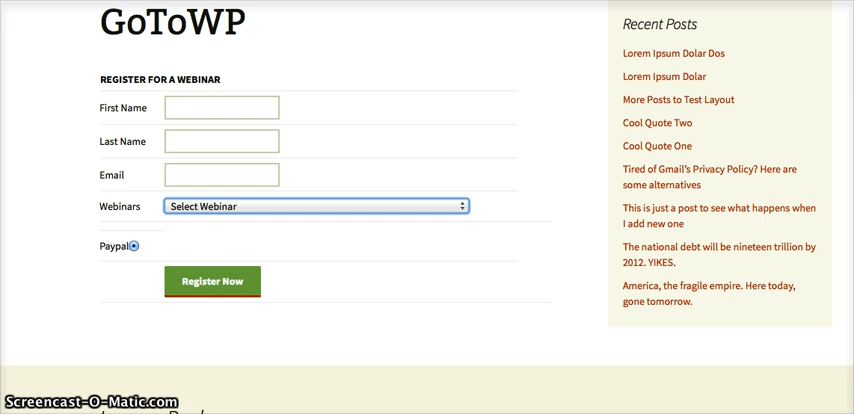 GoToWP
REGISTER FOR A WEBINAR
First Name
Last Name
Email
Webinars
Select Webinar
Paypal
Register Now
Recent Posts
Lorem Ipsum Dolar Dos
Lorem Ipsum Dolar
More Posts to Test Layout
Cool Quote Two
Cool Quote One
Tired of Gmail's Privacy Policy? Here are
some alternatives
This is just a post to see what happens when
I add new one
The national debt will be nineteen trillion by
2012. YIKES.
America, the fragile empire. Here today,
gone tomorrow.
Screencast-O-Matic.com